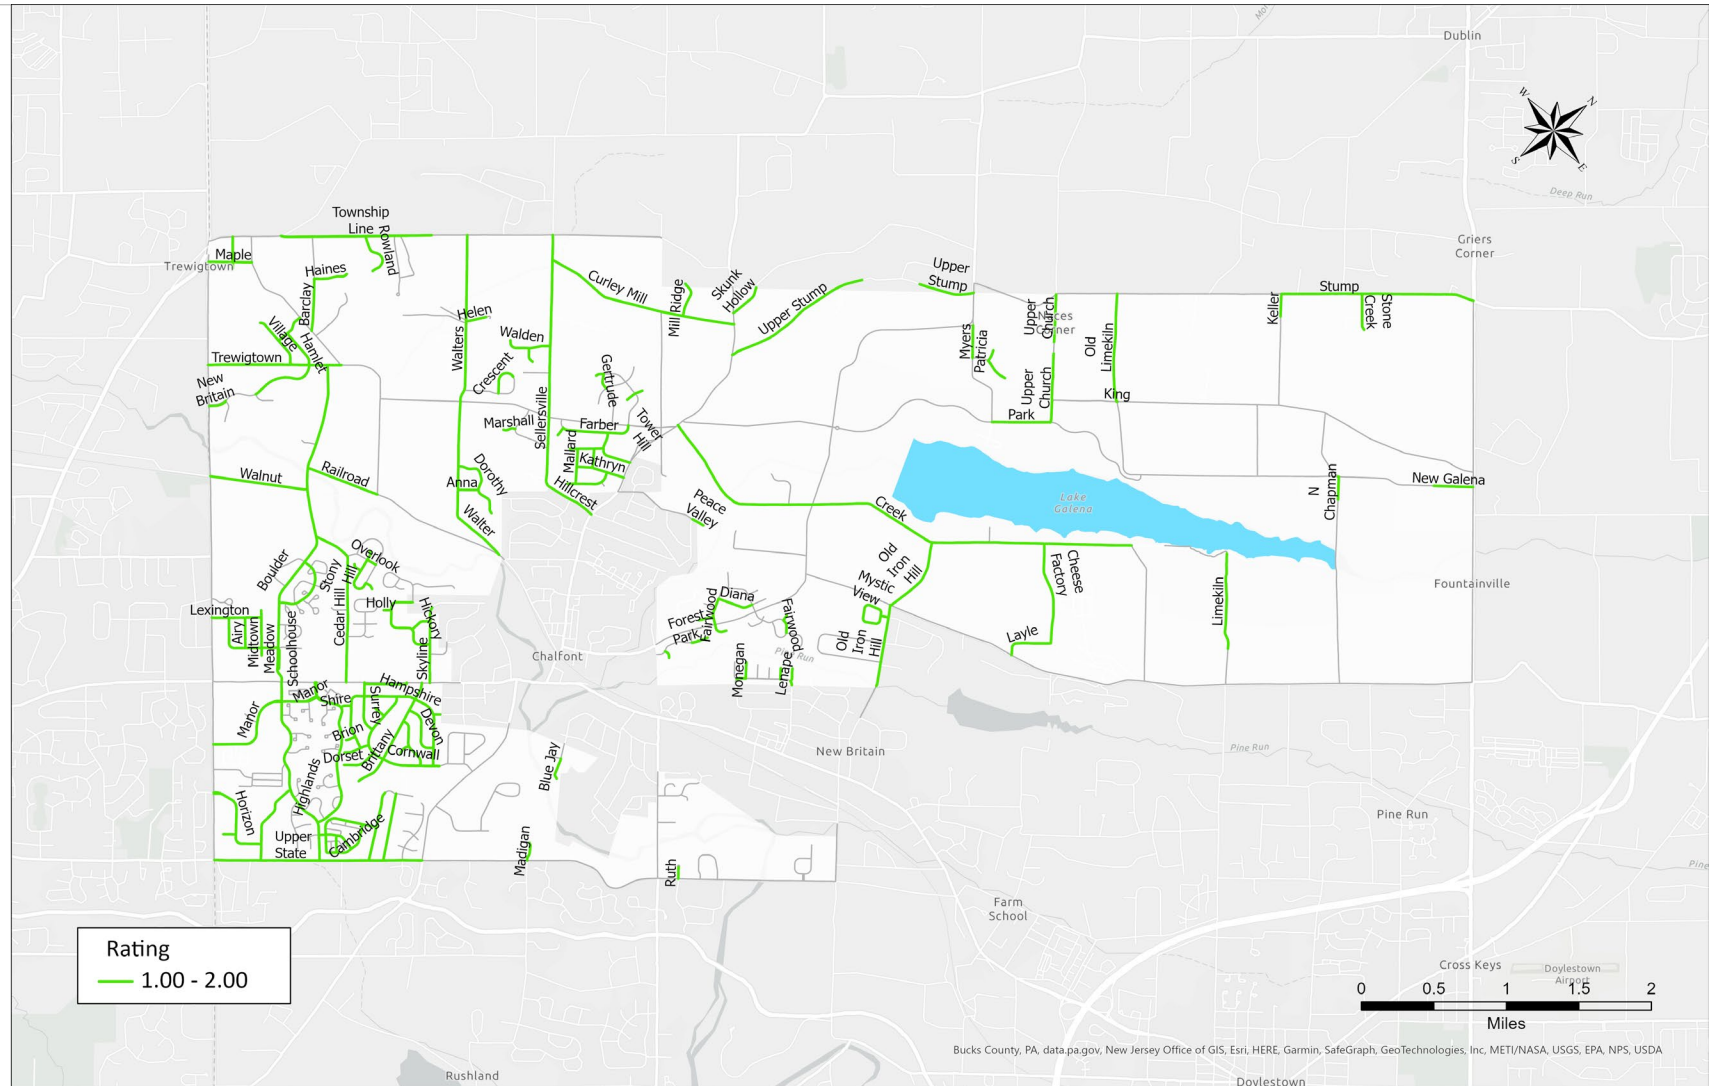 Dublin
Mor
W
N
S
E
Deep Run
Griers
Corner
Township
Line
Rowland
Maple
Trewigtown
Haines
Barclay
Village
Hamlet
Trewigtown
New
Britain
Helen
Walters
Walden
Crescent
Marshall
Sellersville
Curley Mill
Mill Ridge
Skunk
Hollow
Upper Stump
Upper
Stump
Gertrude
Farber
Tower
Hill
Mallard
Kathryn
Hillcrest
Myers
Patricia
Upper
Church
Naces
Corner
Upper
Church
Park
Old
Limekiln
King
Keller
Stump
Stone
Creek
Walnut
Railroad
Anna
Dorothy
Walter
Peace
Valley
Creek
Lake
Galena
N
Chapman
New Galena
Fountainville
Boulder
Stony
Hill
Overlook
Lexington
Airy
Midtown
Meadow
Schoolhouse
Cedar Hill
Holly
Hickory
Skyline
Chalfont
Diana
Forest
Park
Fairwood
Fairwood
Pine Run
Monegan
Lenape
Old
Iron
Hill
Mystic
View
Old
Iron
Hill
Cheese
Factory
Layle
Limekiln
Manor
Manor
Shire
Hampshire
Surrey
Devon
Brion
Brittany
Dorset
Cornwall
Highlands
Horizon
Upper
State
Cambridge
Blue Jay
Madigan
Ruth
New Britain
Pine Run
Pine Run
Pine
Farm
School
Cross Keys
Doylestown
Airport
Rating
1.00 - 2.00
0 0.5 1 1.5 2
Miles
Bucks County, PA, data.pa.gov, New Jersey Office of GIS, Esri, HERE, Garmin, SafeGraph, GeoTechnologies, Inc, METI/NASA, USGS, EPA, NPS, USDA
Rushland
Doylestown